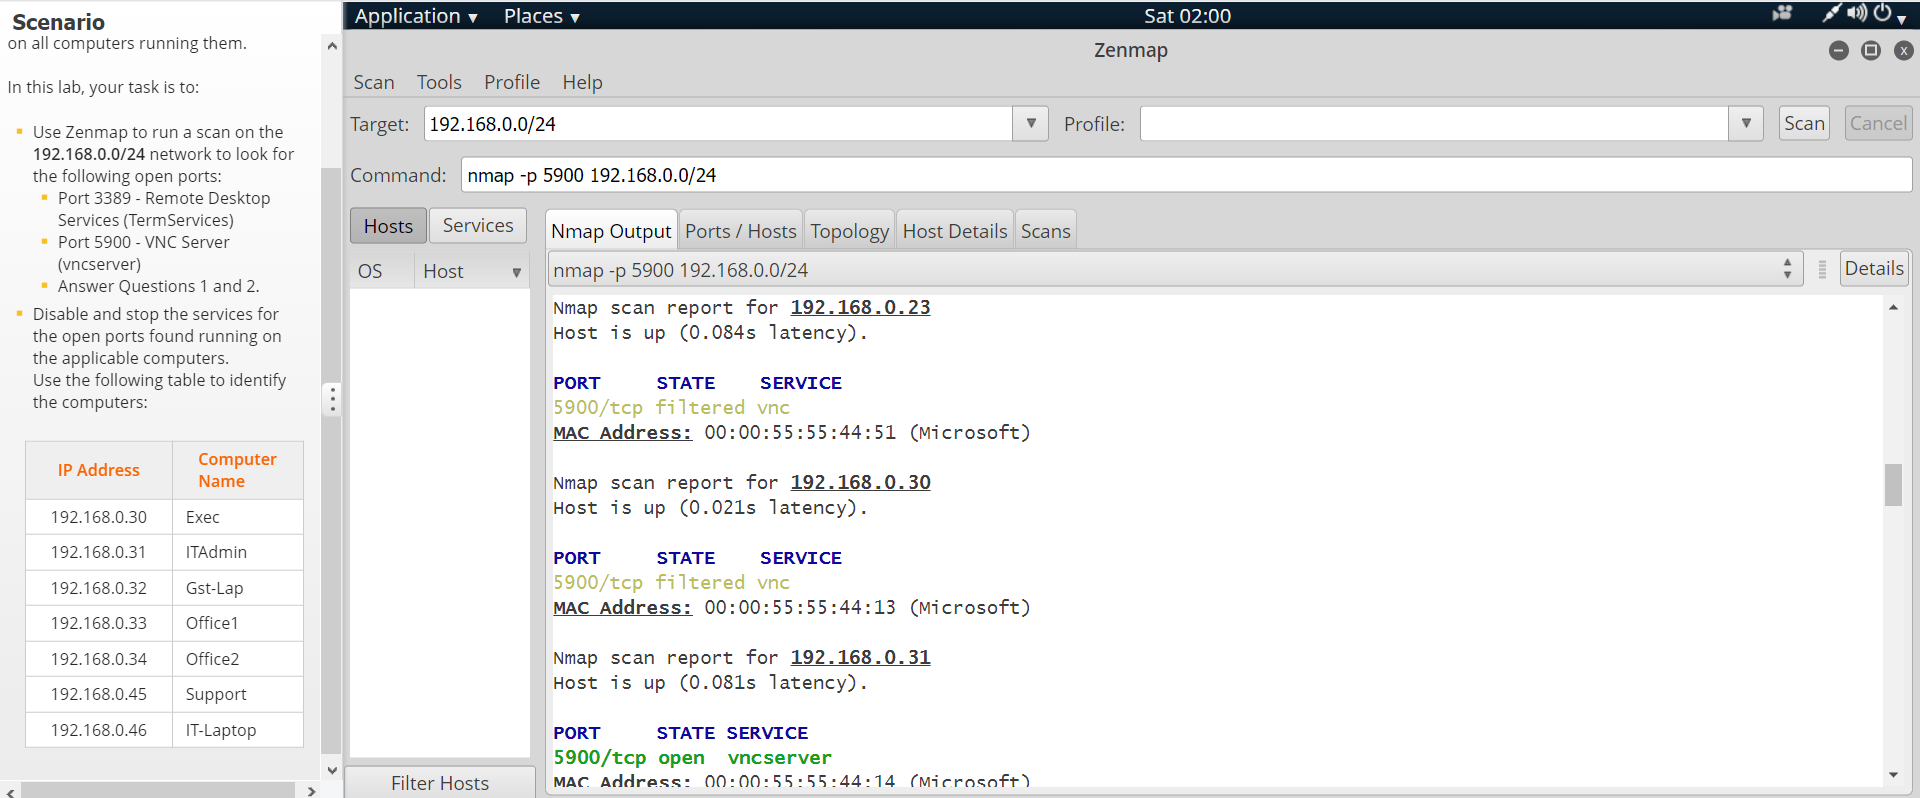 Scenario
on all computers running them.
In this lab, your task is to:
Use Zenmap to run a scan on the
192.168.0.0/24 network to look for
the following open ports:
Port 3389 - Remote Desktop
Services (TermServices)
Port 5900 - VNC Server
(vncserver)
Answer Questions 1 and 2.
Disable and stop the services for
the open ports found running on
the applicable computers.
Use the following table to identify
the computers:
IP Address Computer Name
192.168.0.30 Exec
192.168.0.31 ITAdmin
192.168.0.32 Gst-Lap
192.168.0.33 Office1
192.168.0.34 Office2
192.168.0.45 Support
192.168.0.46 IT-Laptop
Application Places Sat 02:00
Zenmap
Scan Tools Profile Help
Target: 192.168.0.0/24 Profile: Scan Cancel
Command: nmap -p 5900 192.168.0.0/24
Hosts Services
OS Host
Filter Hosts
Nmap Output Ports / Hosts Topology Host Details Scans
nmap -p 5900 192.168.0.0/24 Details
Nmap scan report for 192.168.0.23
Host is up (0.084s latency).
PORT STATE SERVICE
5900/tcp filtered vnc
MAC Address: 00:00:55:55:44:51 (Microsoft)
Nmap scan report for 192.168.0.30
Host is up (0.021s latency).
PORT STATE SERVICE
5900/tcp filtered vnc
MAC Address: 00:00:55:55:44:13 (Microsoft)
Nmap scan report for 192.168.0.31
Host is up (0.081s latency).
PORT STATE SERVICE
5900/tcp open vncserver
MAC Address: 00:00:55:55:44:14 (Microsoft)